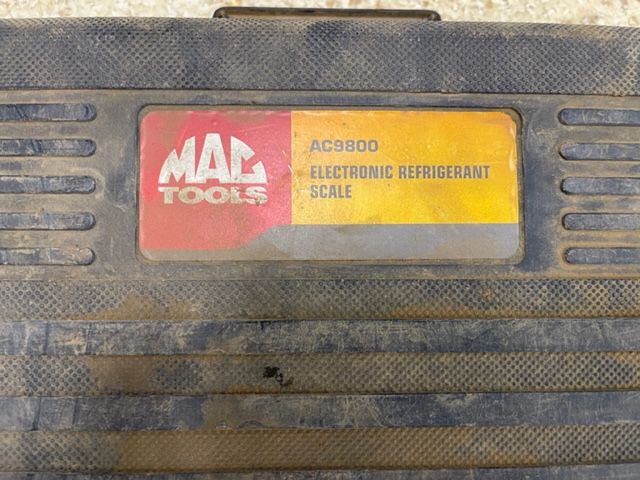 MAC
TOOLS
AC9800
ELECTRONIC REFRIGERANT
SCALE